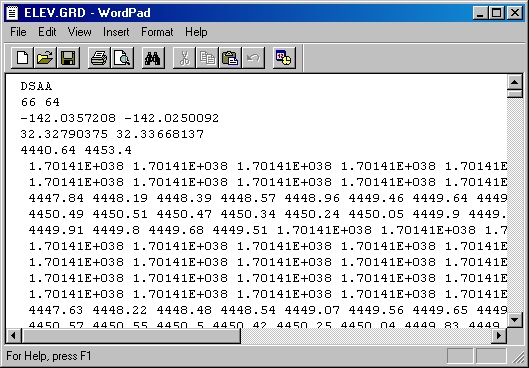 ELEV.GRD - WordPad
File Edit View Insert Format Help
DSAA
66 64
-142.0357208 -142.0250092
32.32790375 32.33668137
4440.64 4453.4
1.70141E+038 1.70141E+038 1.70141E+038 1.70141E+038 1.70141E
1.70141E+038 1.70141E+038 1.70141E+038 1.70141E+038 1.70141E
4447.84 4448.19 4448.39 4448.57 4448.96 4449.46 4449.64 4449
4450.49 4450.51 4450.47 4450.34 4450.24 4450.05 4449.9 4449.
4449.91 4449.8 4449.68 4449.51 1.70141E+038 1.70141E+038 1.7
1.70141E+038 1.70141E+038 1.70141E+038 1.70141E+038 1.70141E
1.70141E+038 1.70141E+038 1.70141E+038 1.70141E+038 1.70141E
1.70141E+038 1.70141E+038 1.70141E+038 1.70141E+038 1.70141E
1.70141E+038 1.70141E+038 1.70141E+038 1.70141E+038 1.70141E
4447.63 4448.22 4448.48 4448.54 4449.07 4449.56 4449.65 4449
4450.57 4450.55 4450.5 4450.42 4450.25 4450.04 4449.83 4449
For Help, press F1